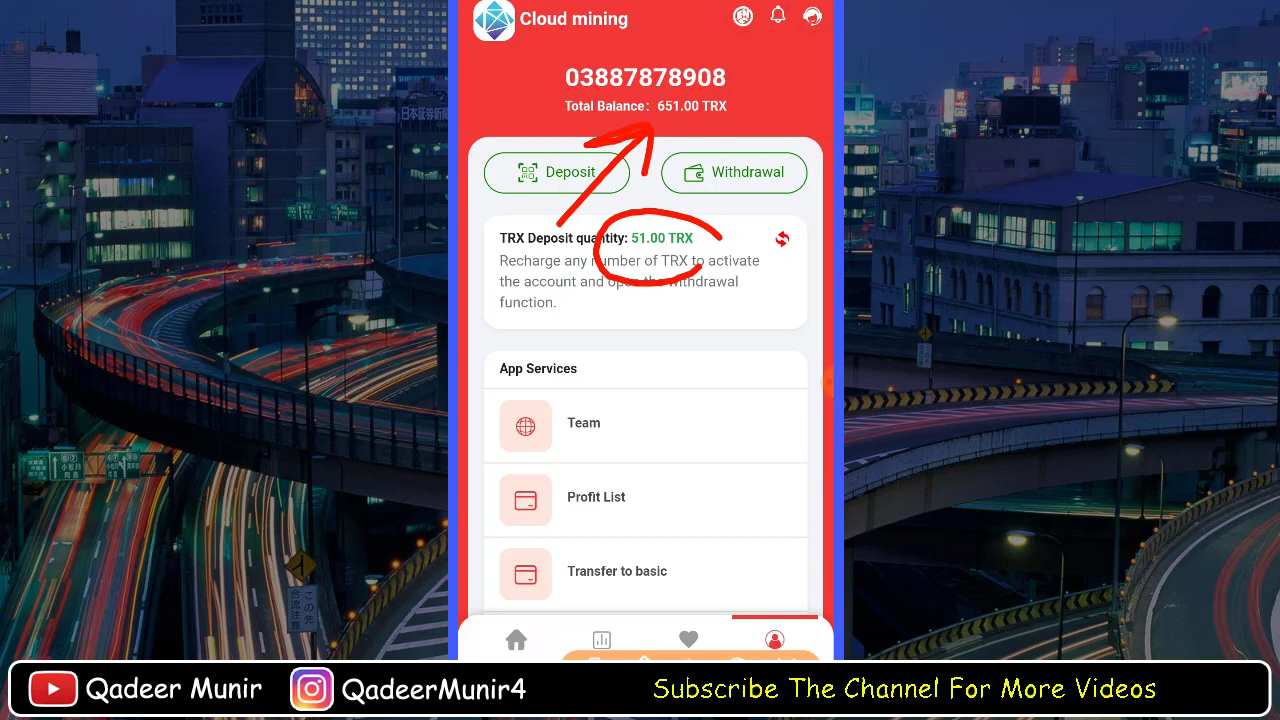 Cloud mining
03887878908
Total Balance: 651.00 TRX
Deposit
Withdrawal
TRX Deposit quantity: 51.00 TRX
Recharge any number of TRX to activate
the account and open the withdrawal
function.
App Services
Team
Profit List
Transfer to basic
Qadeer Munir
QadeerMunir4
Subscribe The Channel For More Videos